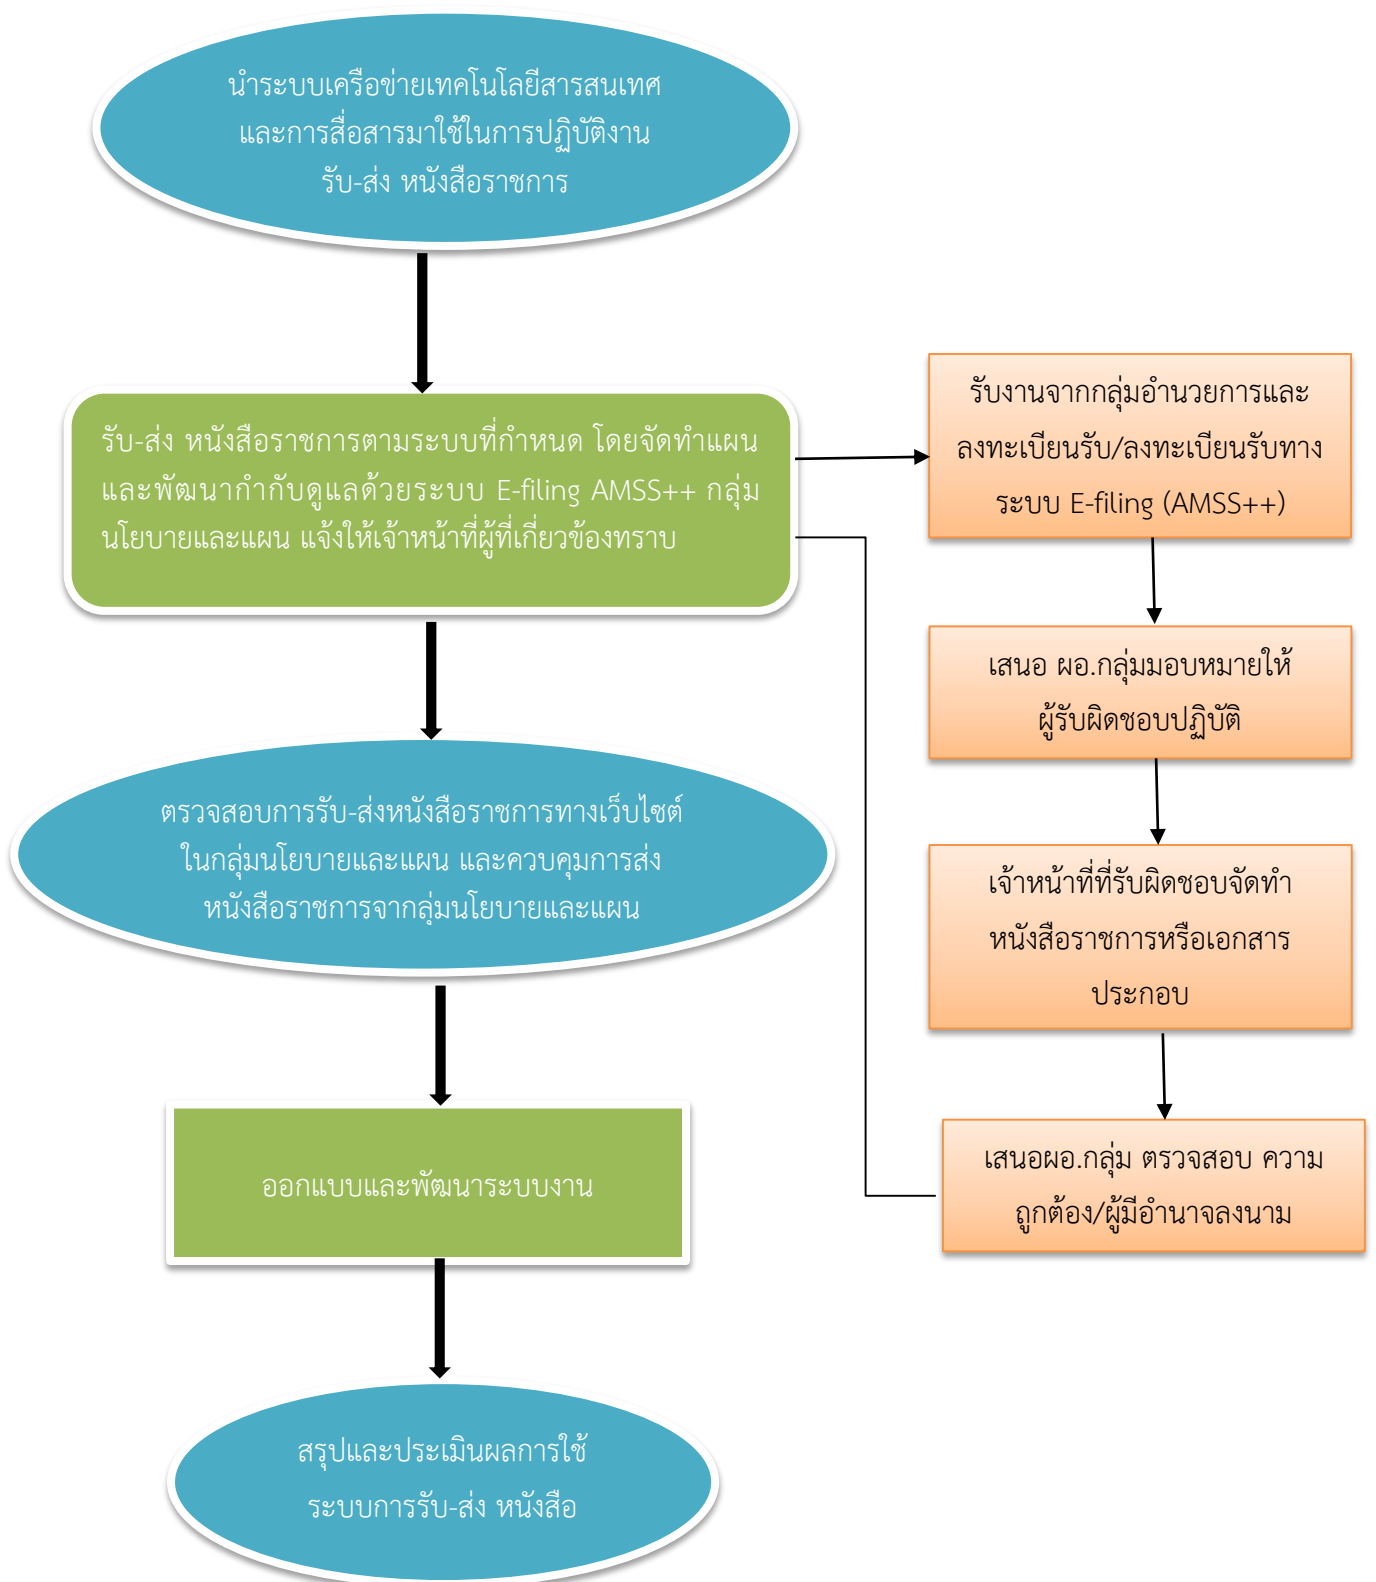 นำระบบเครือข่ายเทคโนโลยีสารสนเทศ
และการสื่อสารมาใช้ในการปฏิบัติงาน
รับ-ส่ง หนังสือราชการ
รับ-ส่ง หนังสือราชการตามระบบที่กำหนด โดยจัดทำแผน
และพัฒนากำกับดูแลด้วยระบบ E-filing AMSS++ กลุ่ม
นโยบายและแผน แจ้งให้เจ้าหน้าที่ผู้ที่เกี่ยวข้องทราบ
ตรวจสอบการรับ-ส่งหนังสือราชการทางเว็บไซต์
ในกลุ่มนโยบายและแผน และควบคุมการส่ง
หนังสือราชการจากลุ่มนโยบายและแผน
ออกแบบและพัฒนาระบบงาน
สรุปและประเมินผลการใช้
ระบบการรับ-ส่ง หนังสือ
รับงานจากกลุ่มอำนวยการและ
ลงทะเบียนรับ/ลงทะเบียนรับทาง
ระบบ E-filing (AMSS++)
เสนอ ผอ.กลุ่มมอบหมายให้
ผู้รับผิดชอบปฏิบัติ
เจ้าหน้าที่ที่รับผิดชอบจัดทำ
หนังสือราชการหรือเอกสาร
ประกอบ
เสนอผอ.กลุ่ม ตรวจสอบ ความ
ถูกต้อง/ผู้มีอำนาจลงนาม